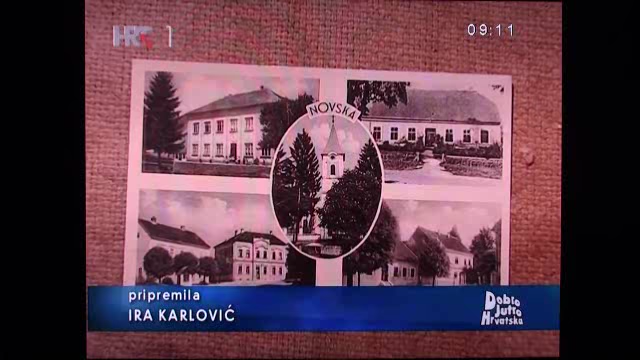 HRT 1
09:11
NOVSKA
pripremila
IRA KARLOVIĆ
Dobro
Jutro
Hrvatska